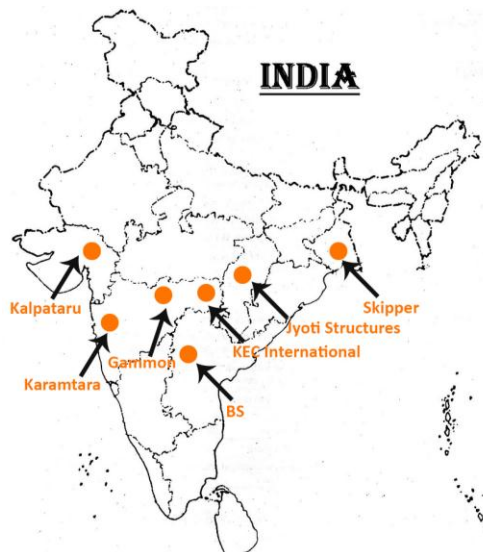 INDIA
Kalpataru
Skipper
Jyoti Structures
KEC International
Gammon
Karamtara
BS